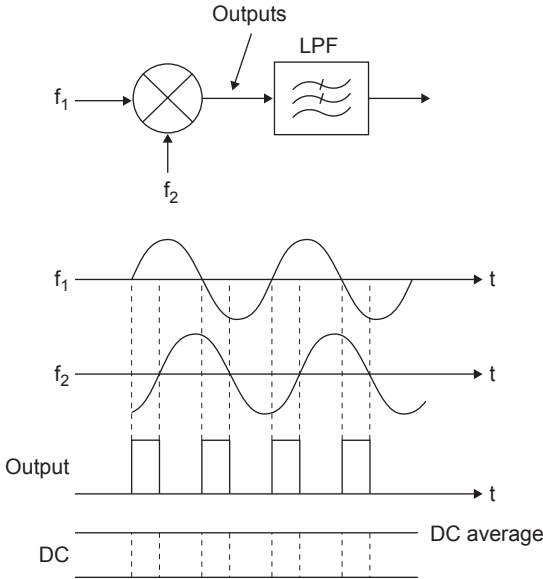 Outputs
LPF
f₁
f₂
f₁
t
f₂
t
Output
t
DC average
DC